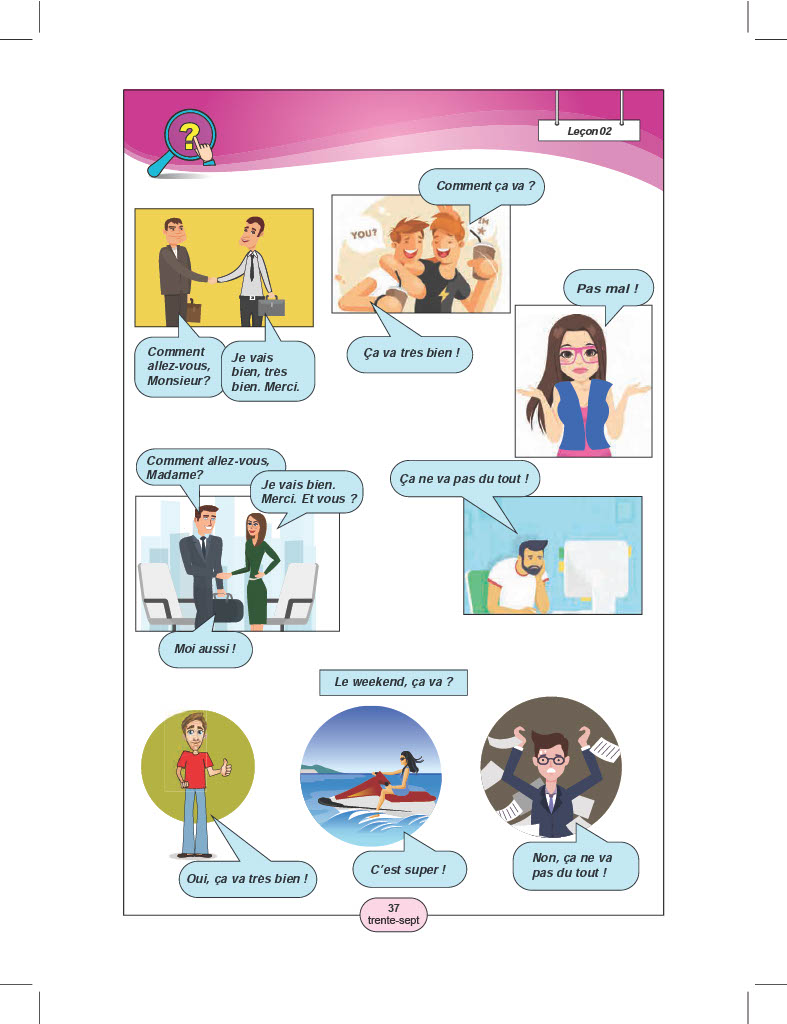 Leçon 02
?
Comment ça va ?
YOU?
I'M
Ça va très bien !
Comment
allez-vous,
Monsieur?
Je vais
bien, très
bien. Merci.
Pas mal !
Comment allez-vous,
Madame?
Je vais bien.
Merci. Et vous ?
Moi aussi !
Ça ne va pas du tout !
Le weekend, ça va ?
Oui, ça va très bien !
C'est super !
Non, ça ne va
pas du tout !
37
trente-sept